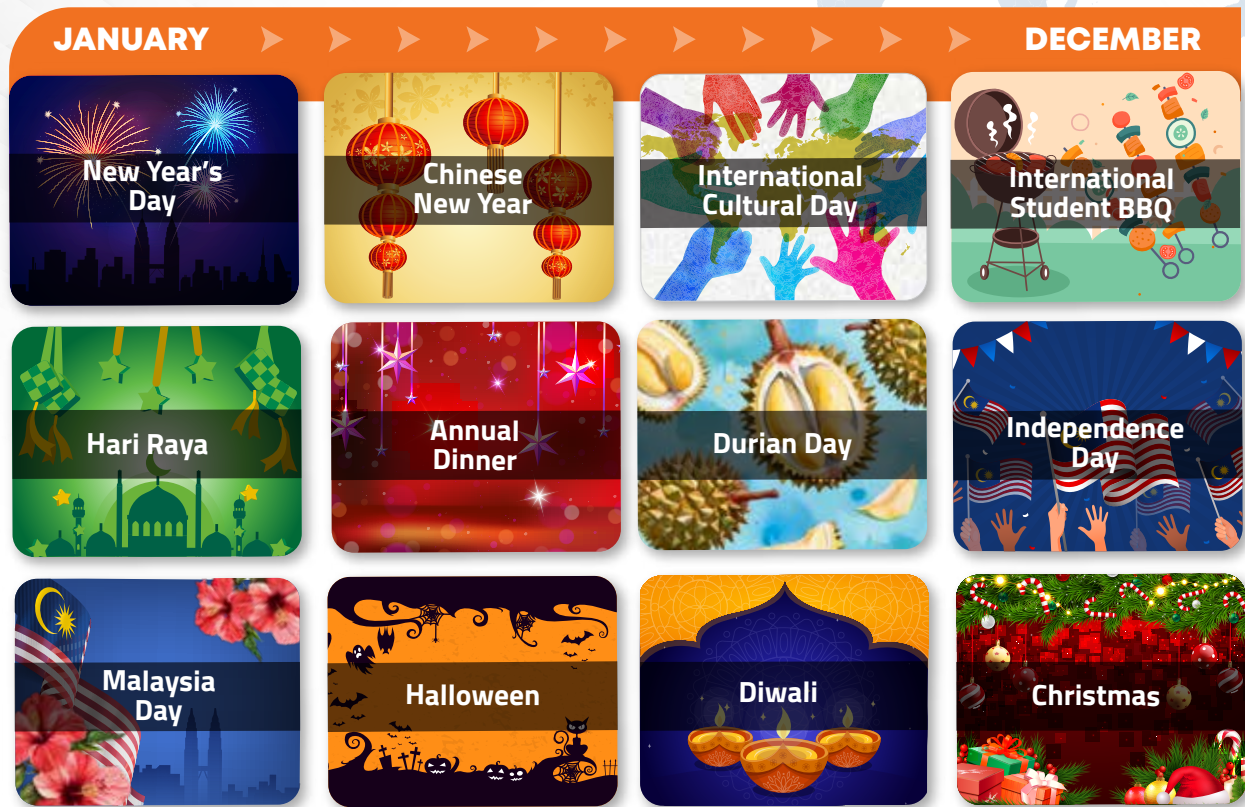 JANUARY
DECEMBER
New Year's
Day
Chinese
New Year
International
Cultural Day
International
Student BBQ
Hari Raya
Annual
Dinner
Durian Day
Independence
Day
Malaysia
Day
Halloween
Diwali
Christmas